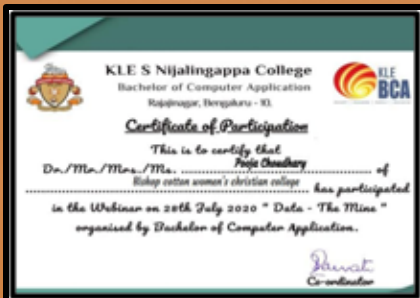 KLE S Nijalingappa College
KLE
BCA
Bachelor of Computer Application
Rajajinagar, Bengaluru - 10.
Certificate of Participation
This is to certify that
Dr./Mr./Mrs./Ms. Pooja Choudhary of
Bishop cotton women's christian college has participated
in the Webinar on 28th July 2020 " Data - The Mine "
organised by Bachelor of Computer Application.
Co-ordinator